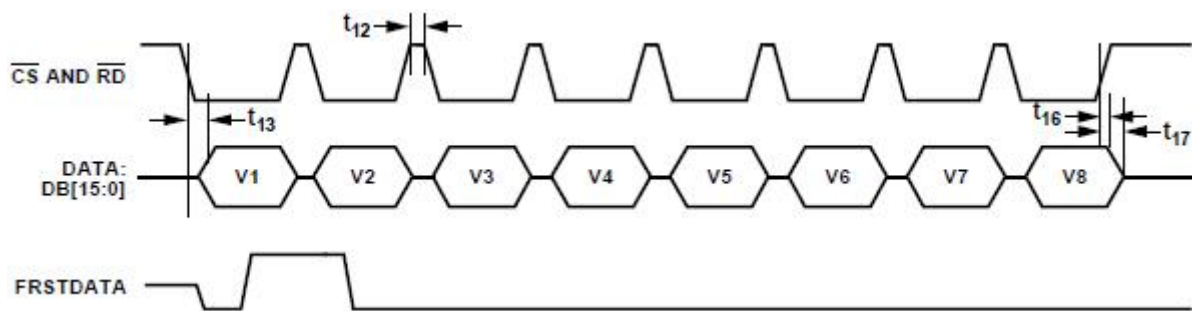 t12
CS AND RD
t13
t16
t17
DATA:
DB[15:0]
V1 V2 V3 V4 V5 V6 V7 V8
FRSTDATA